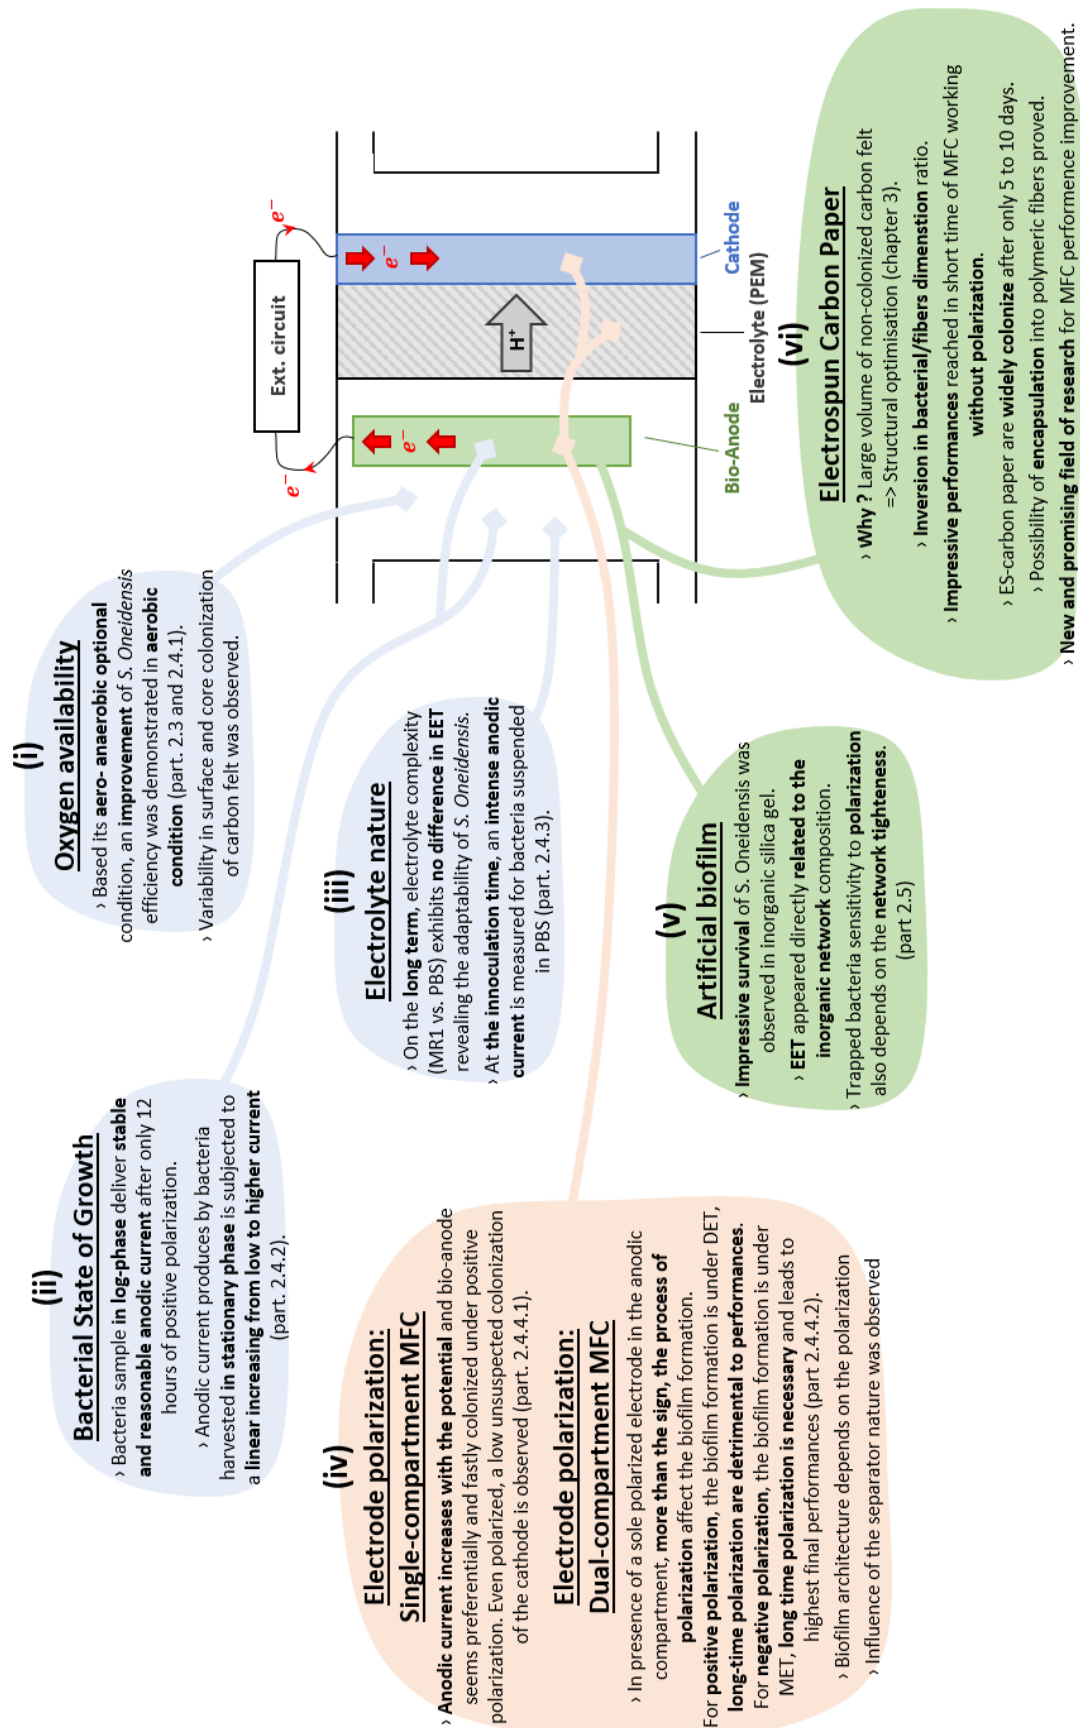 (i)
Oxygen availability
› Based its aero- anaerobic optional
condition, an improvement of S. Oneidensis
efficiency was demonstrated in aerobic
condition (part. 2.3 and 2.4.1).
› Variability in surface and core colonization
of carbon felt was observed.
(ii)
Bacterial State of Growth
› Bacteria sample in log-phase deliver stable
and reasonable anodic current after only 12
hours of positive polarization.
› Anodic current produces by bacteria
harvested in stationary phase is subjected to
a linear increasing from low to higher current
(part. 2.4.2).
(iii)
Electrolyte nature
› On the long term, electrolyte complexity
(MR1 vs. PBS) exhibits no difference in EET
revealing the adaptability of S. Oneidensis.
› At the innoculation time, an intense anodic
current is measured for bacteria suspended
in PBS (part. 2.4.3).
(iv)
Electrode polarization:
Single-compartment MFC
› Anodic current increases with the potential and bio-anode
seems preferentially and fastly colonized under positive
polarization. Even polarized, a low unsuspected colonization
of the cathode is observed (part. 2.4.4.1).
Electrode polarization:
Dual-compartment MFC
› In presence of a sole polarized electrode in the anodic
compartment, more than the sign, the process of
polarization affect the biofilm formation.
For positive polarization, the biofilm formation is under DET,
long-time polarization are detrimental to performances.
For negative polarization, the biofilm formation is under
MET, long time polarization is necessary and leads to
highest final performances (part 2.4.4.2).
› Biofilm architecture depends on the polarization
› Influence of the separator nature was observed
(v)
Artificial biofilm
› Impressive survival of S. Oneidensis was
observed in inorganic silica gel.
› EET appeared directly related to the
inorganic network composition.
› Trapped bacteria sensitivity to polarization
also depends on the network tighteness.
(part 2.5)
(vi)
Electrospun Carbon Paper
› Why ? Large volume of non-colonized carbon felt
=> Structural optimisation (chapter 3).
› Inversion in bacterial/fibers dimenstion ratio.
› Impressive performances reached in short time of MFC working
without polarization.
› ES-carbon paper are widely colonize after only 5 to 10 days.
› Possibility of encapsulation into polymeric fibers proved.
› New and promising field of research for MFC performence improvement.
Ext. circuit
e⁻
e⁻
e⁻
e⁻
H⁺
Bio-Anode
Electrolyte (PEM)
Cathode